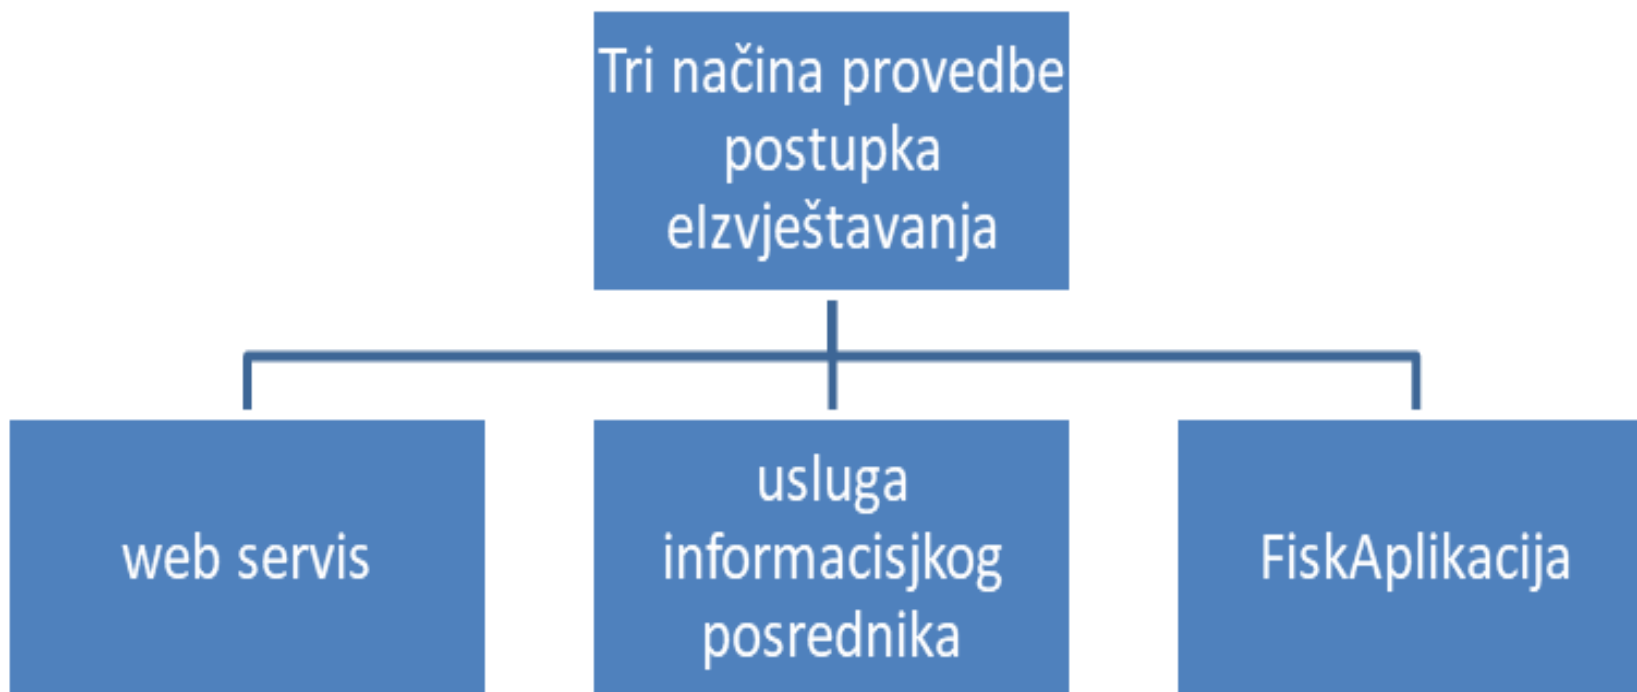 Tri načina provedbe
postupka
eIzvještavanja
web servis
usluga
informacisjkog
posrednika
FiskAplikacija